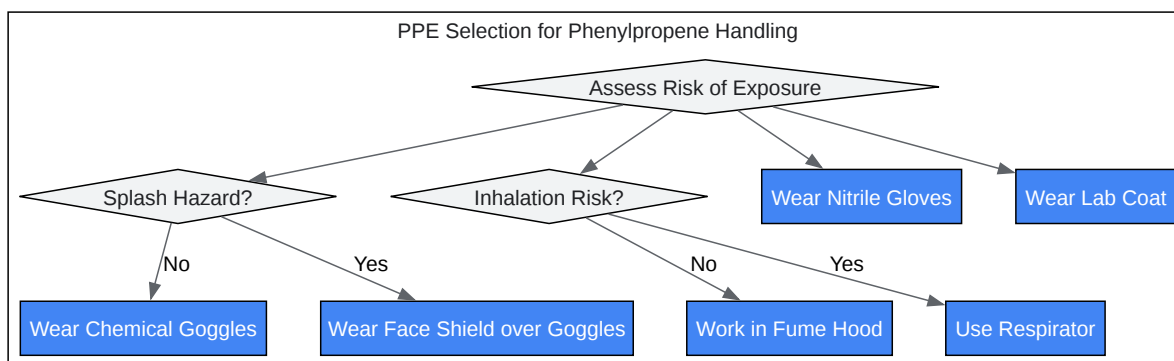 PPE Selection for Phenylpropene Handling
Assess Risk of Exposure
Splash Hazard?
Inhalation Risk?
Wear Nitrile Gloves
Wear Lab Coat
No
Yes
No
Yes
Wear Chemical Goggles
Wear Face Shield over Goggles
Work in Fume Hood
Use Respirator